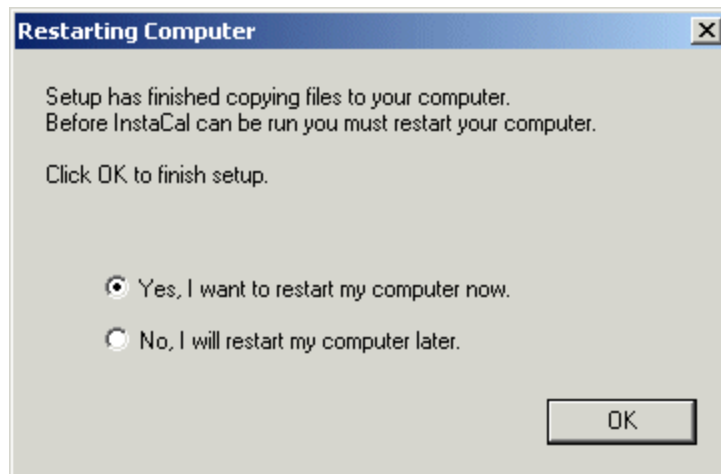 Restarting Computer
Setup has finished copying files to your computer.
Before InstaCal can be run you must restart your computer.
Click OK to finish setup.
Yes, I want to restart my computer now.
No, I will restart my computer later.
OK